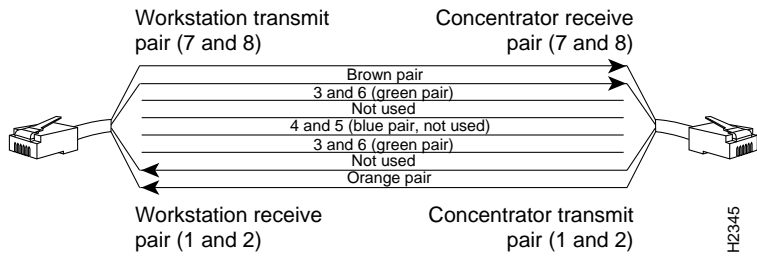 Workstation transmit
pair (7 and 8)
Concentrator receive
pair (7 and 8)
Brown pair
3 and 6 (green pair)
Not used
4 and 5 (blue pair, not used)
3 and 6 (green pair)
Not used
Orange pair
Workstation receive
pair (1 and 2)
Concentrator transmit
pair (1 and 2)
H2345